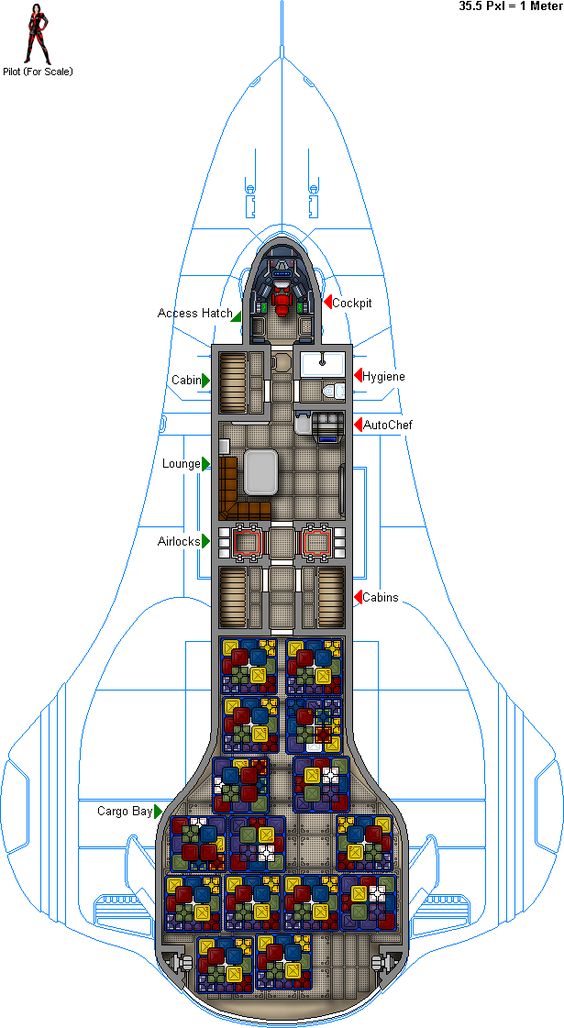 35.5 Pxl = 1 Meter
Pilot (For Scale)
Cockpit
Access Hatch
Cabin
Hygiene
AutoChef
Lounge
Airlocks
Cabins
Cargo Bay